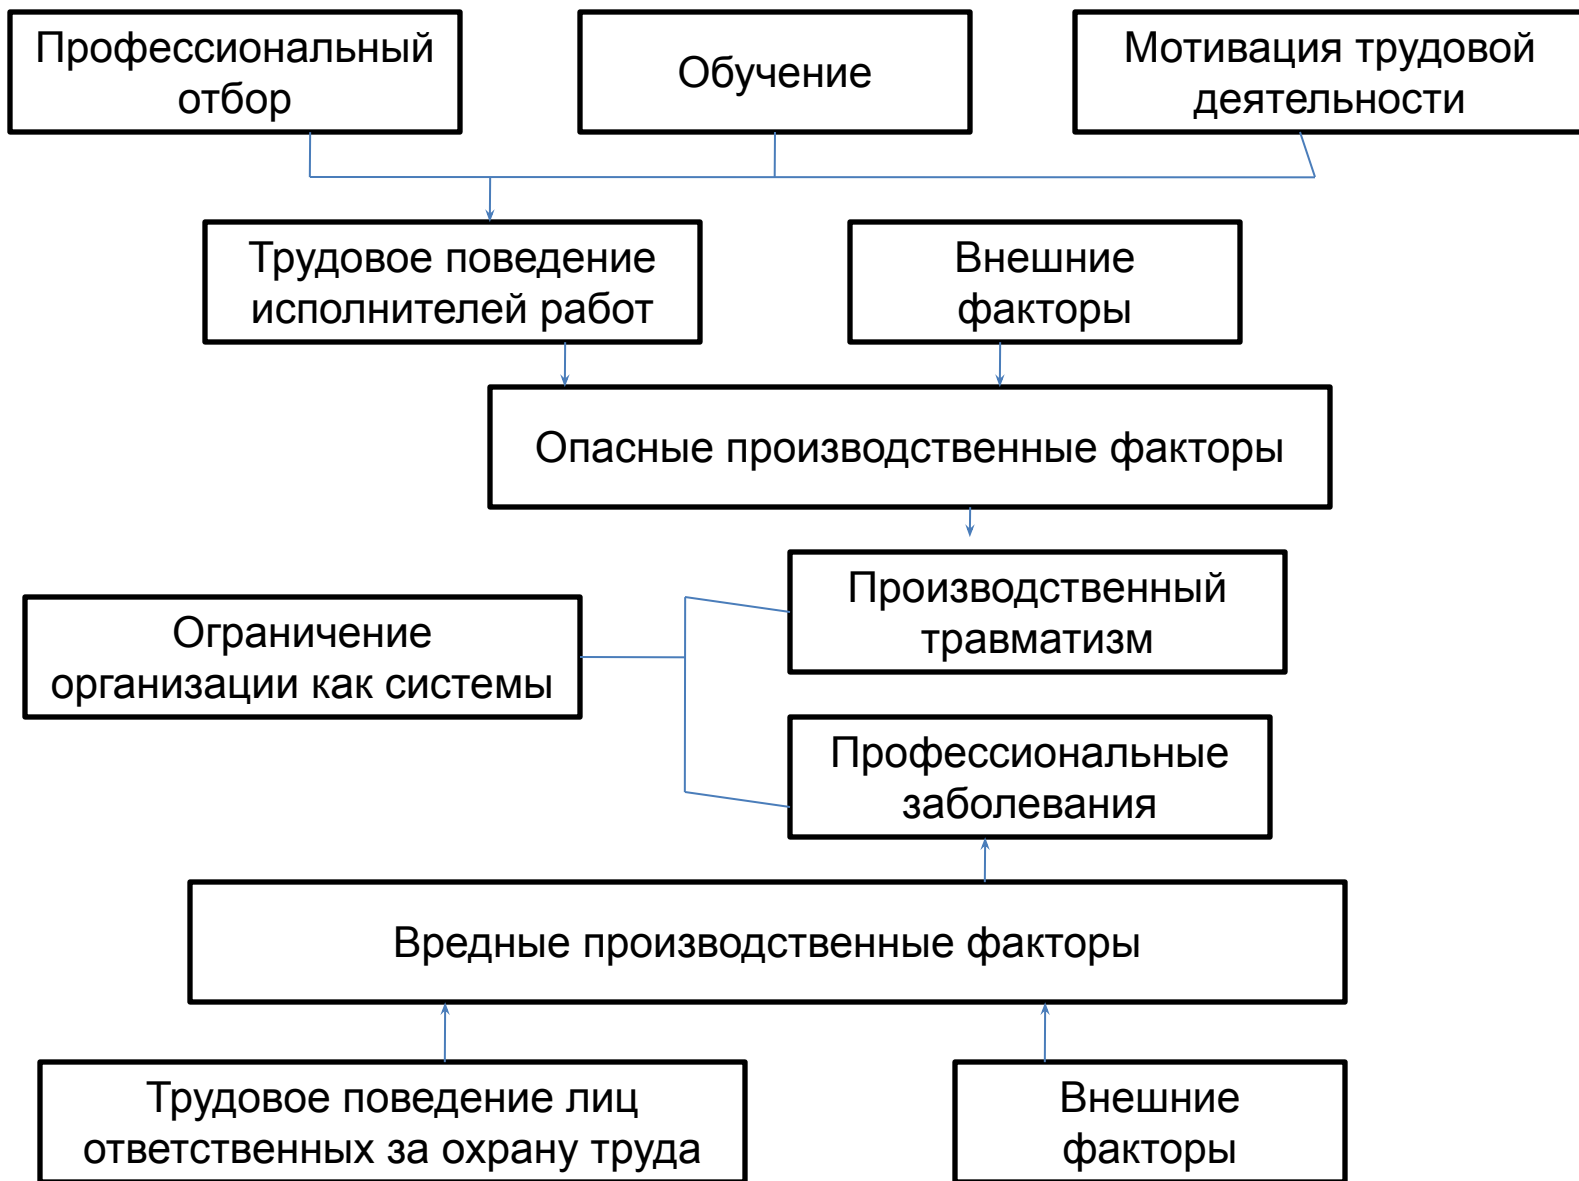 Профессиональный
отбор
Обучение
Мотивация трудовой
деятельности
Трудовое поведение
исполнителей работ
Внешние
факторы
Опасные производственные факторы
Производственный
травматизм
Ограничение
организации как системы
Профессиональные
заболевания
Вредные производственные факторы
Трудовое поведение лиц
ответственных за охрану труда
Внешние
факторы